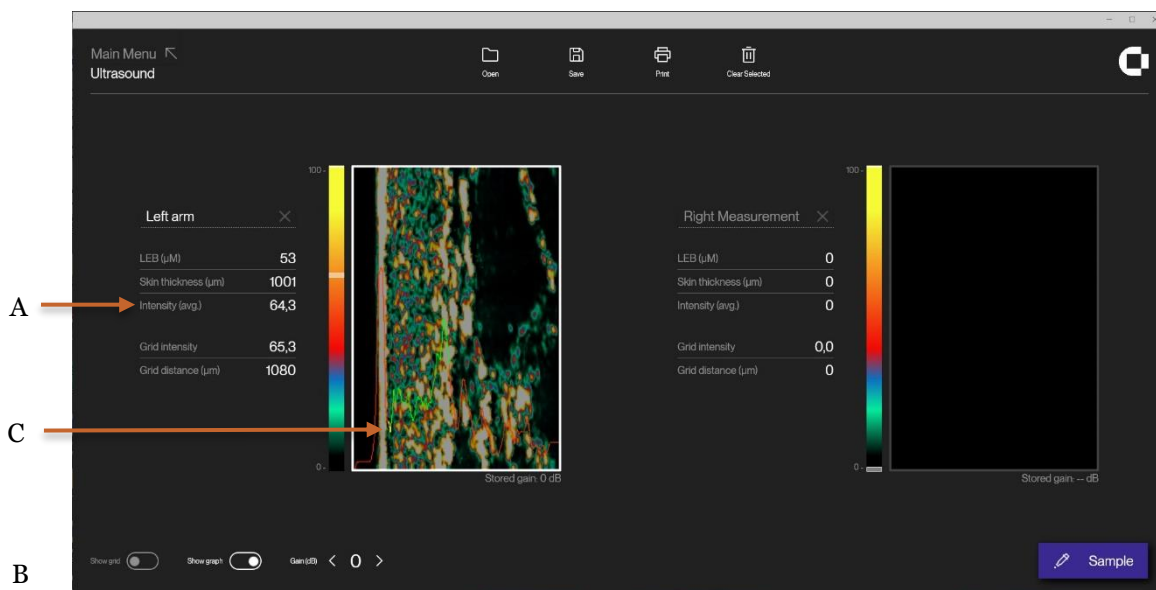 Main Menu
Ultrasound
Open
Save
Print
Clear Selected
100 -
Left arm
LEB (µM) 53
Skin thickness (µm) 1001
Intensity (avg.) 64,3
Grid intensity 65,3
Grid distance (µm) 1080
0 -
Stored gain: 0 dB
100 -
Right Measurement
LEB (µM) 0
Skin thickness (µm) 0
Intensity (avg.) 0
Grid intensity 0,0
Grid distance (µm) 0
0 -
Stored gain: -- dB
A
C
B
Show grid
Show graph
Gain (dB) < 0 >
Sample